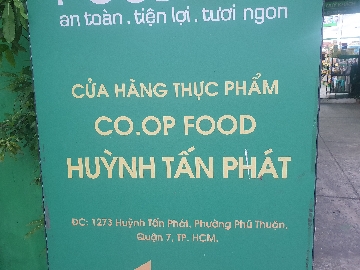 FOOD
an toàn.tiện lợi.tươi ngon
CỬA HÀNG THỰC PHẨM
CO.OP FOOD
HUỲNH TẤN PHÁT
ĐC: 1273 Huỳnh Tấn Phát, Phường Phú Thuận,
Quận 7, TP. HCM.